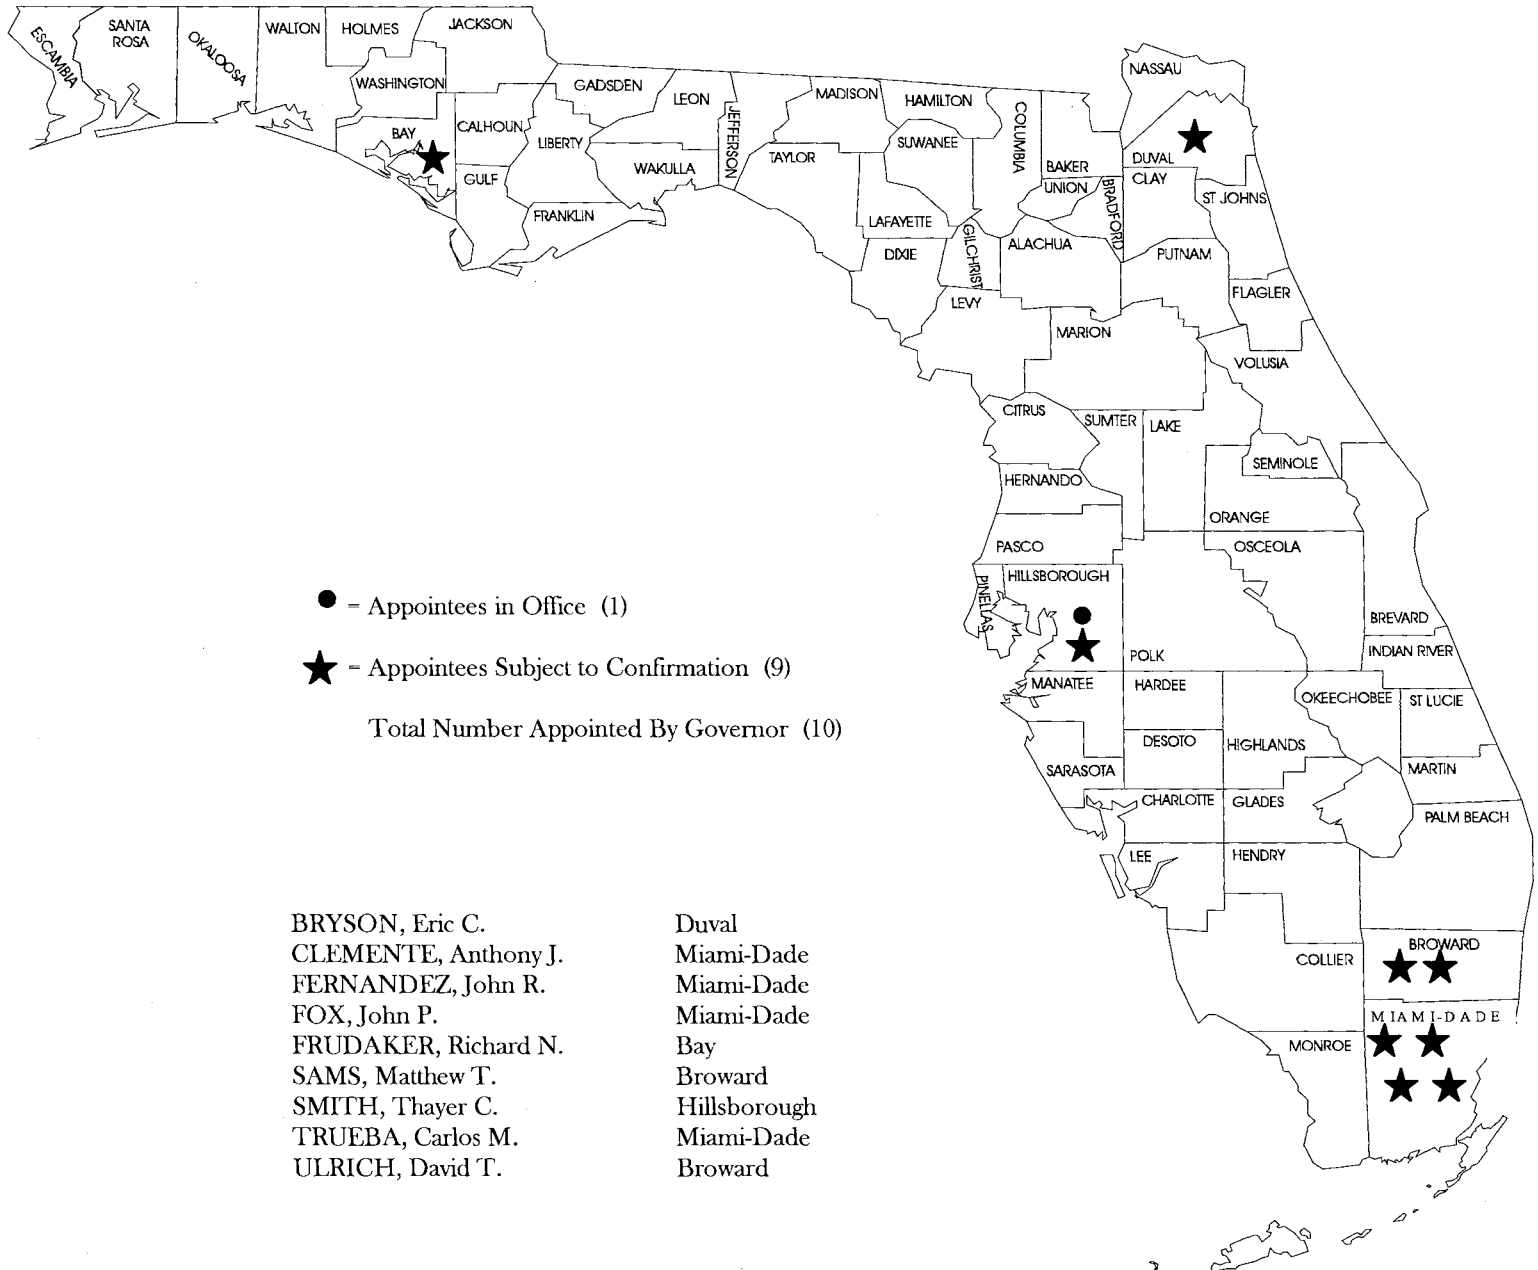 ESCAMBIA
SANTA
ROSA
OKALOOSA
WALTON
HOLMES
JACKSON
WASHINGTON
BAY
CALHOUN
GULF
GADSDEN
LIBERTY
FRANKLIN
LEON
WAKULLA
JEFFERSON
MADISON
TAYLOR
HAMILTON
SUWANEE
LAFAYETTE
DIXIE
COLUMBIA
GILCHRIST
LEVY
NASSAU
BAKER
DUVAL
UNION
BRADFORD
CLAY
ST JOHNS
ALACHUA
PUTNAM
FLAGLER
MARION
VOLUSIA
CITRUS
SUMTER
LAKE
HERNANDO
SEMINOLE
ORANGE
PASCO
OSCEOLA
PINELLAS
HILLSBOROUGH
POLK
BREVARD
INDIAN RIVER
MANATEE
HARDEE
OKEECHOBEE
ST LUCIE
DESOTO
HIGHLANDS
SARASOTA
MARTIN
CHARLOTTE
GLADES
PALM BEACH
LEE
HENDRY
COLLIER
BROWARD
MIAMI-DADE
MONROE
● = Appointees in Office (1)
★ = Appointees Subject to Confirmation (9)
Total Number Appointed By Governor (10)
BRYSON, Eric C. Duval
CLEMENTE, Anthony J. Miami-Dade
FERNANDEZ, John R. Miami-Dade
FOX, John P. Miami-Dade
FRUDAKER, Richard N. Bay
SAMS, Matthew T. Broward
SMITH, Thayer C. Hillsborough
TRUEBA, Carlos M. Miami-Dade
ULRICH, David T. Broward